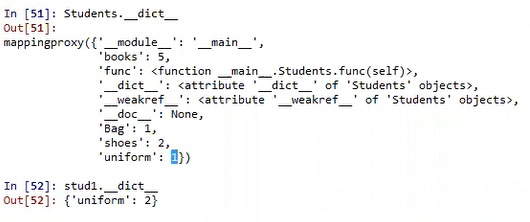 In [51]: Students.__dict__
Out[51]:
mappingproxy({'__module__': '__main__',
'books': 5,
'func': <function __main__.Students.func(self)>,
'__dict__': <attribute '__dict__' of 'Students' objects>,
'__weakref__': <attribute '__weakref__' of 'Students' objects>,
'__doc__': None,
'Bag': 1,
'shoes': 2,
'uniform': 1})
In [52]: stud1.__dict__
Out[52]: {'uniform': 2}